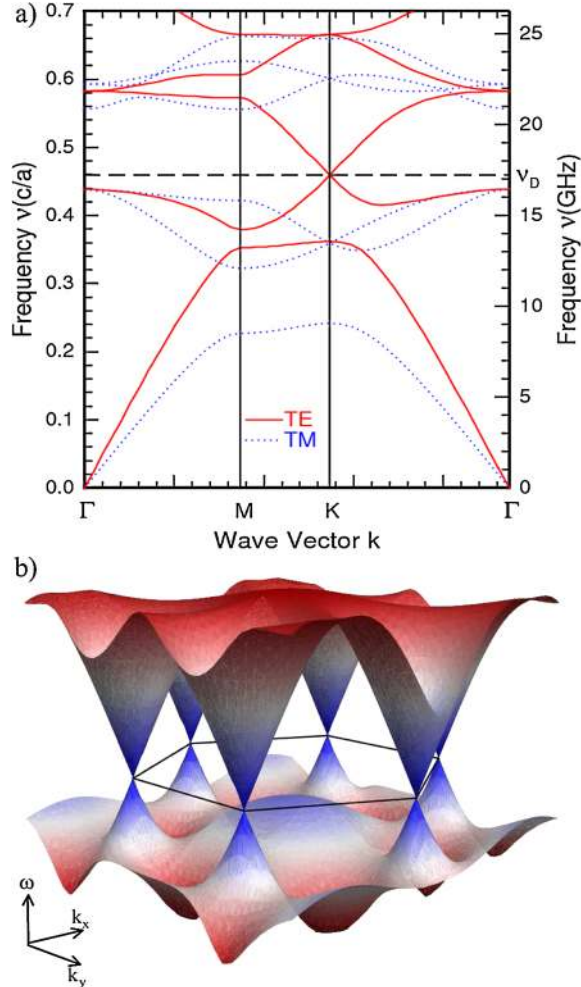 a)
0.7
0.6
0.5
0.4
0.3
0.2
0.1
0.0
Frequency ν(c/a)
25
20
ν_D
15
10
5
0
Frequency ν(GHz)
TE
TM
Γ M K Γ
Wave Vector k
b)
ω
k_x
k_y